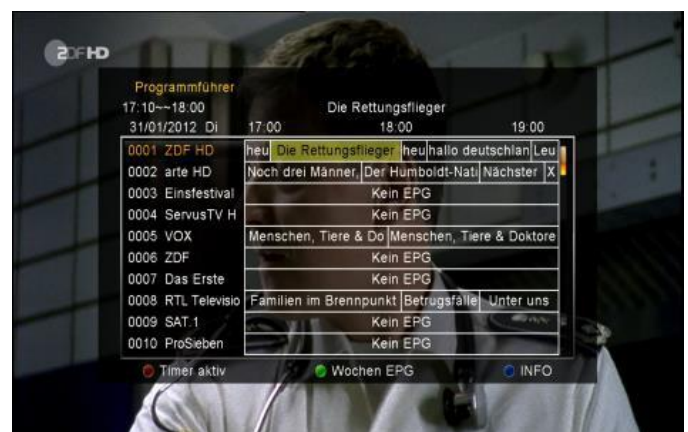 ZDF HD
Programmführer
17:10~~18:00 Die Rettungsflieger
31/01/2012 Di 17:00 18:00 19:00
0001 ZDF HD heu Die Rettungsflieger heu hallo deutschlan Leu
0002 arte HD Noch drei Männer, Der Humboldt-Nati Nächster X
0003 Einsfestival Kein EPG
0004 ServusTV H Kein EPG
0005 VOX Menschen, Tiere & Do Menschen, Tiere & Doktore
0006 ZDF Kein EPG
0007 Das Erste Kein EPG
0008 RTL Televisio Familien im Brennpunkt Betrugsfälle Unter uns
0009 SAT.1 Kein EPG
0010 ProSieben Kein EPG
Timer aktiv Wochen EPG INFO